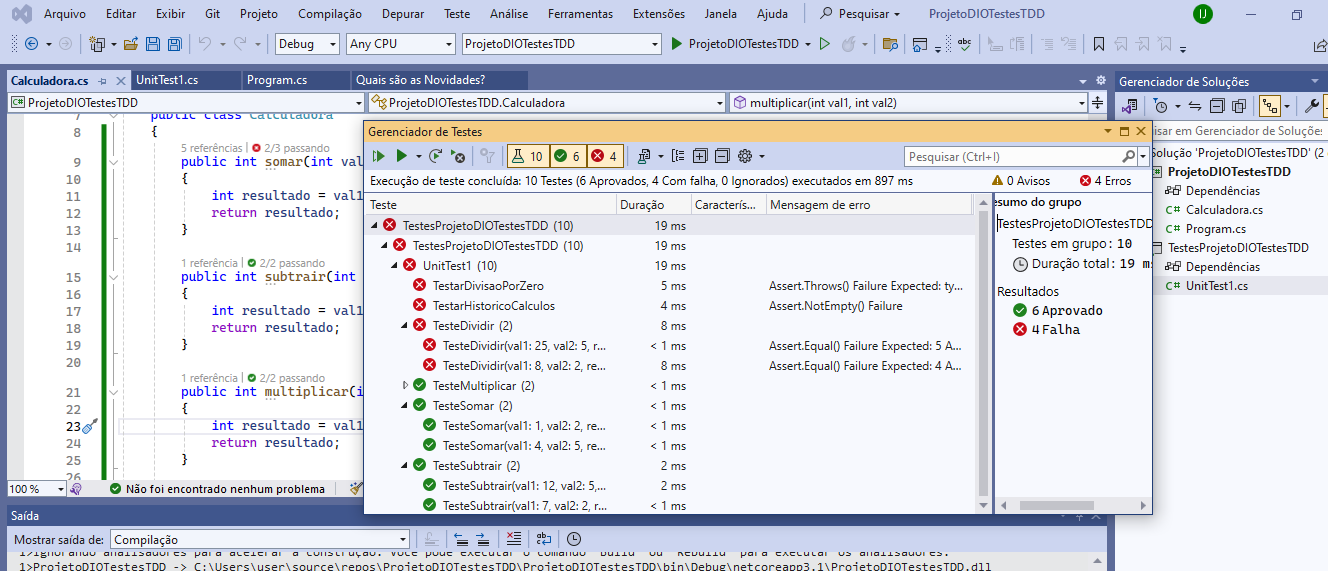 Arquivo Editar Exibir Git Projeto Compilação Depurar Teste Análise Ferramentas Extensões Janela Ajuda Pesquisar ProjetoDIOTestesTDD IJ
Debug Any CPU ProjetoDIOTestesTDD ProjetoDIOTestesTDD
Calculadora.cs UnitTest1.cs Program.cs Quais são as Novidades?
ProjetoDIOTestesTDD ProjetoDIOTestesTDD.Calculadora multiplicar(int val1, int val2)
7 public class Calculadora
8 {
5 referências | 2/3 passando
9 public int somar(int val
10 {
11 int resultado = val1
12 return resultado;
13 }
14
1 referência | 2/2 passando
15 public int subtrair(int
16 {
17 int resultado = val1
18 return resultado;
19 }
20
1 referência | 2/2 passando
21 public int multiplicar(i
22 {
23 int resultado = val1
24 return resultado;
25 }
26
100 % Não foi encontrado nenhum problema
Gerenciador de Testes
10 6 4 Pesquisar (Ctrl+I)
Execução de teste concluída: 10 Testes (6 Aprovados, 4 Com falha, 0 Ignorados) executados em 897 ms 0 Avisos 4 Erros
Teste Duração Caracterís... Mensagem de erro
TestesProjetoDIOTestesTDD (10) 19 ms
TestesProjetoDIOTestesTDD (10) 19 ms
UnitTest1 (10) 19 ms
TestarDivisaoPorZero 5 ms Assert.Throws() Failure Expected: ty...
TestarHistoricoCalculos 4 ms Assert.NotEmpty() Failure
TesteDividir (2) 8 ms
TesteDividir(val1: 25, val2: 5, r... < 1 ms Assert.Equal() Failure Expected: 5 A...
TesteDividir(val1: 8, val2: 2, re... 8 ms Assert.Equal() Failure Expected: 4 A...
TesteMultiplicar (2) < 1 ms
TesteSomar (2) < 1 ms
TesteSomar(val1: 1, val2: 2, re... < 1 ms
TesteSomar(val1: 4, val2: 5, re... < 1 ms
TesteSubtrair (2) 2 ms
TesteSubtrair(val1: 12, val2: 5,... 2 ms
TesteSubtrair(val1: 7, val2: 2, r... < 1 ms
esumo do grupo
TestesProjetoDIOTestesTDD
Testes em grupo: 10
Duração total: 19 ms
Resultados
6 Aprovado
4 Falha
Gerenciador de Soluções
isar em Gerenciador de Soluções
Solução 'ProjetoDIOTestesTDD' (2
ProjetoDIOTestesTDD
Dependências
C# Calculadora.cs
C# Program.cs
TestesProjetoDIOTestesTDD
Dependências
C# UnitTest1.cs
Saída
Mostrar saída de: Compilação
1>Ignorando analisadores para acelerar a construção. Você pode executar o comando 'Build' ou 'Rebuild' para executar os analisadores.
1>ProjetoDIOTestesTDD -> C:\Users\user\source\repos\ProjetoDIOTestesTDD\ProjetoDIOTestesTDD\bin\Debug\netcoreapp3.1\ProjetoDIOTestesTDD.dll